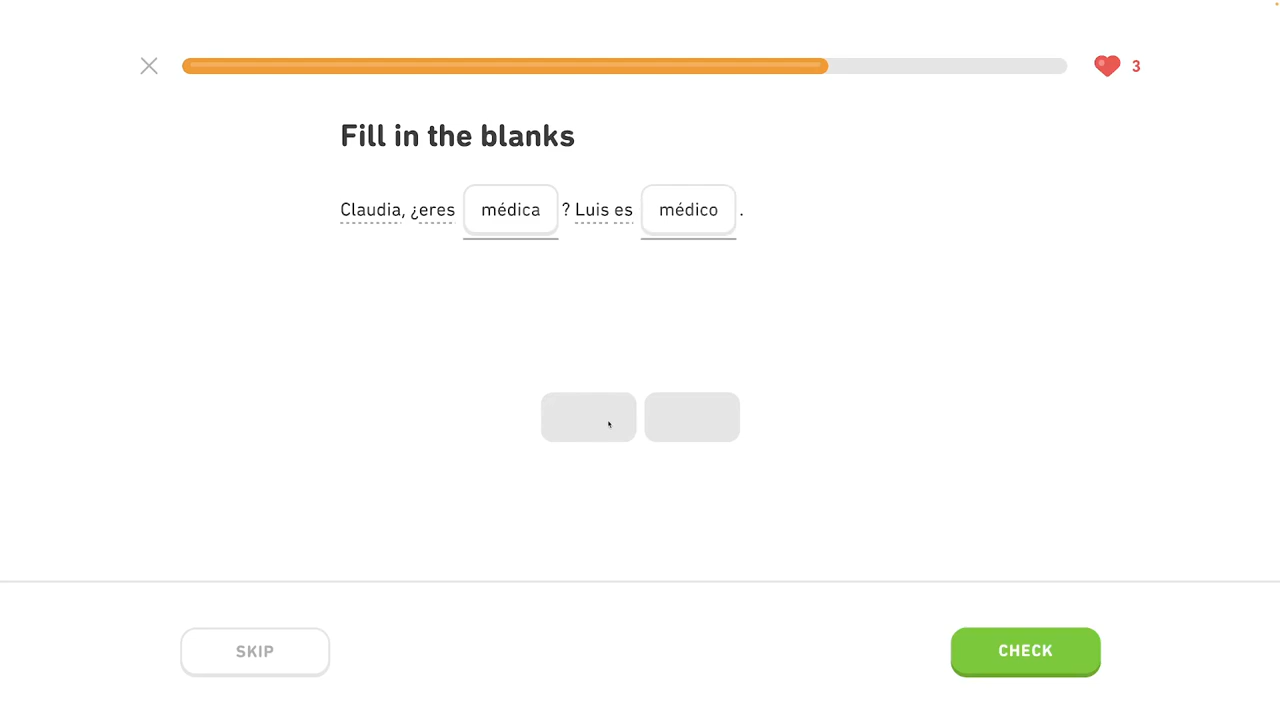 3
Fill in the blanks
Claudia, ¿eres médica ? Luis es médico .
SKIP
CHECK